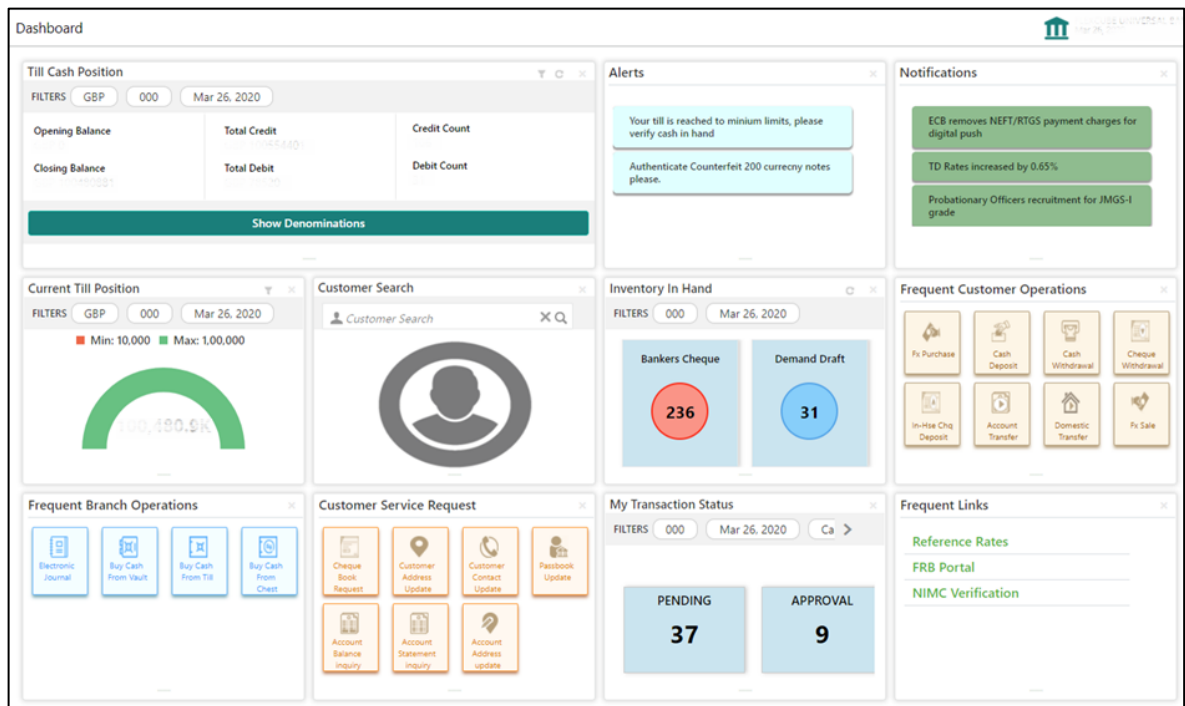 Dashboard
Till Cash Position
FILTERS GBP 000 Mar 26, 2020
Opening Balance
Total Credit
Credit Count
Closing Balance
Total Debit
Debit Count
Show Denominations
Alerts
Your till is reached to minium limits, please
verify cash in hand
Authenticate Counterfeit 200 currecny notes
please.
Notifications
ECB removes NEFT/RTGS payment charges for
digital push
TD Rates increased by 0.65%
Probationary Officers recruitment for JMGS-I
grade
Current Till Position
FILTERS GBP 000 Mar 26, 2020
Min: 10,000 Max: 1,00,000
Customer Search
Customer Search
Inventory In Hand
FILTERS 000 Mar 26, 2020
Bankers Cheque
236
Demand Draft
31
Frequent Customer Operations
Fx Purchase
Cash
Deposit
Cash
Withdrawal
Cheque
Withdrawal
In-Hse Chq
Deposit
Account
Transfer
Domestic
Transfer
Fx Sale
Frequent Branch Operations
Electronic
Journal
Buy Cash
From Vault
Buy Cash
From Till
Buy Cash
From
Chest
Customer Service Request
Cheque
Book
Request
Customer
Address
Update
Customer
Contact
Update
Passbook
Update
Account
Balance
inquiry
Account
Statement
inquiry
Account
Address
update
My Transaction Status
FILTERS 000 Mar 26, 2020 Ca
PENDING
37
APPROVAL
9
Frequent Links
Reference Rates
FRB Portal
NIMC Verification